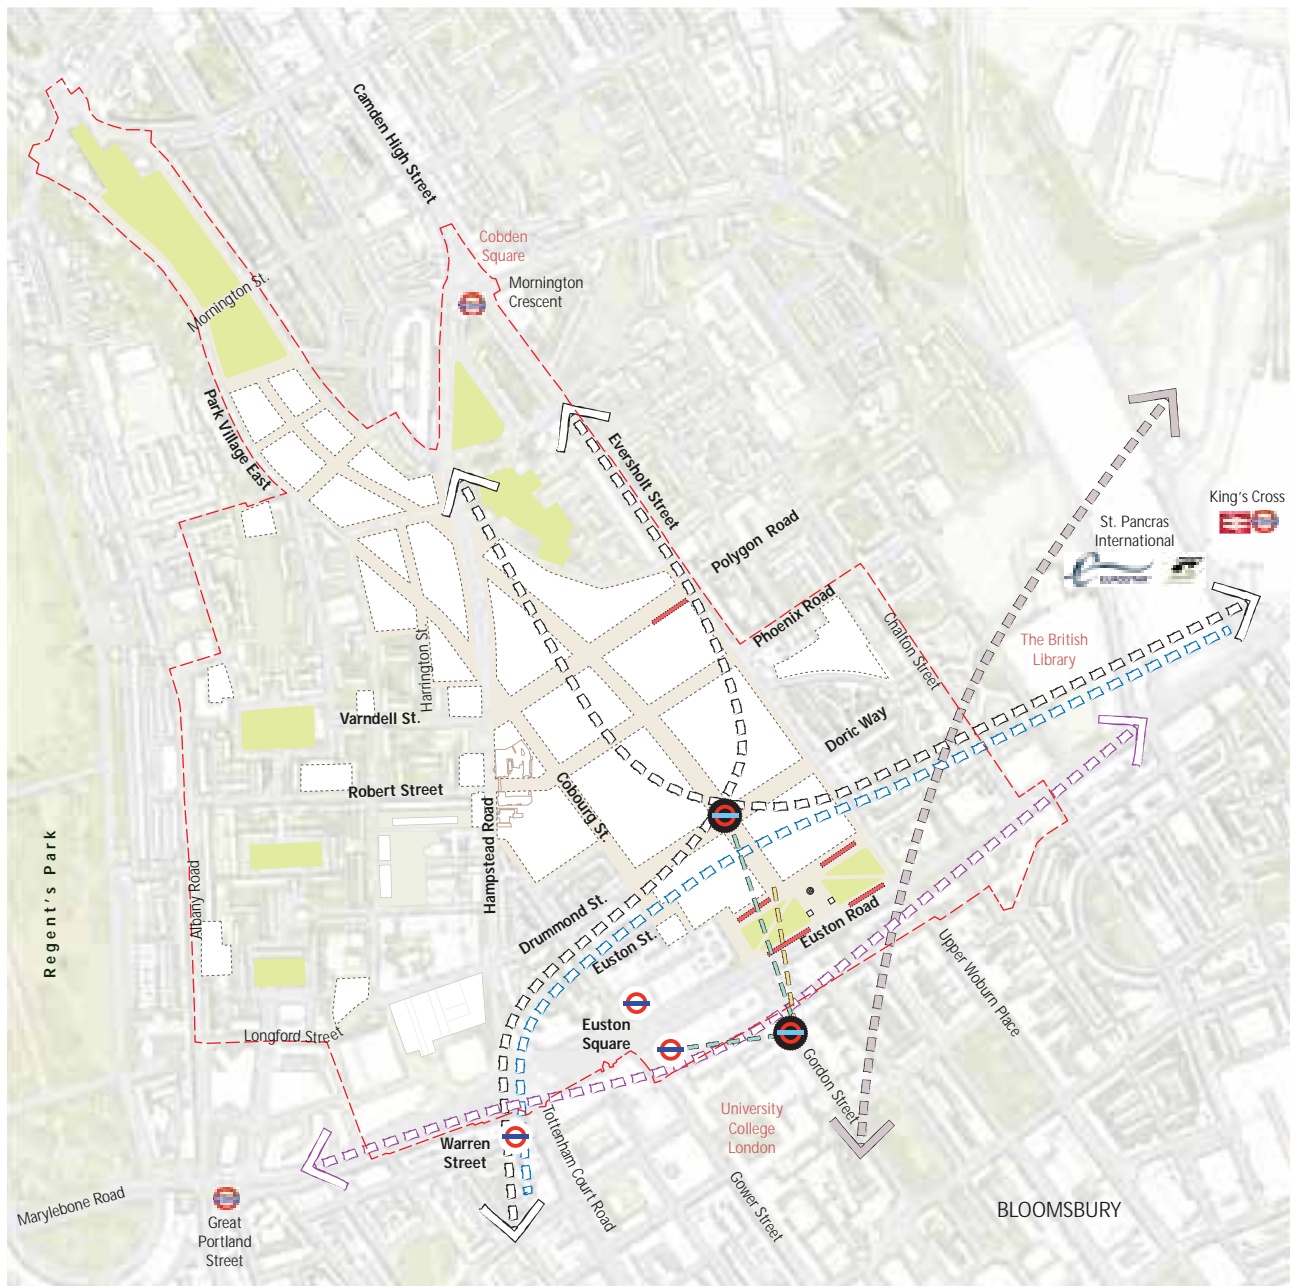 Camden High Street
Cobden
Square
Mornington
Crescent
Mornington St.
Park Village East
Eversholt Street
Polygon Road
King's Cross
St. Pancras
International
EUROSTAR
Phoenix Road
Chalton Street
The British
Library
Harrington St.
Varndell St.
Doric Way
Robert Street
Cobourg St.
Hampstead Road
Regent's Park
Albany Road
Drummond St.
Euston St.
Euston Road
Upper Woburn Place
Longford Street
Euston
Square
Gordon Street
University
College
London
Warren
Street
Tottenham Court Road
Gower Street
Marylebone Road
Great
Portland
Street
BLOOMSBURY